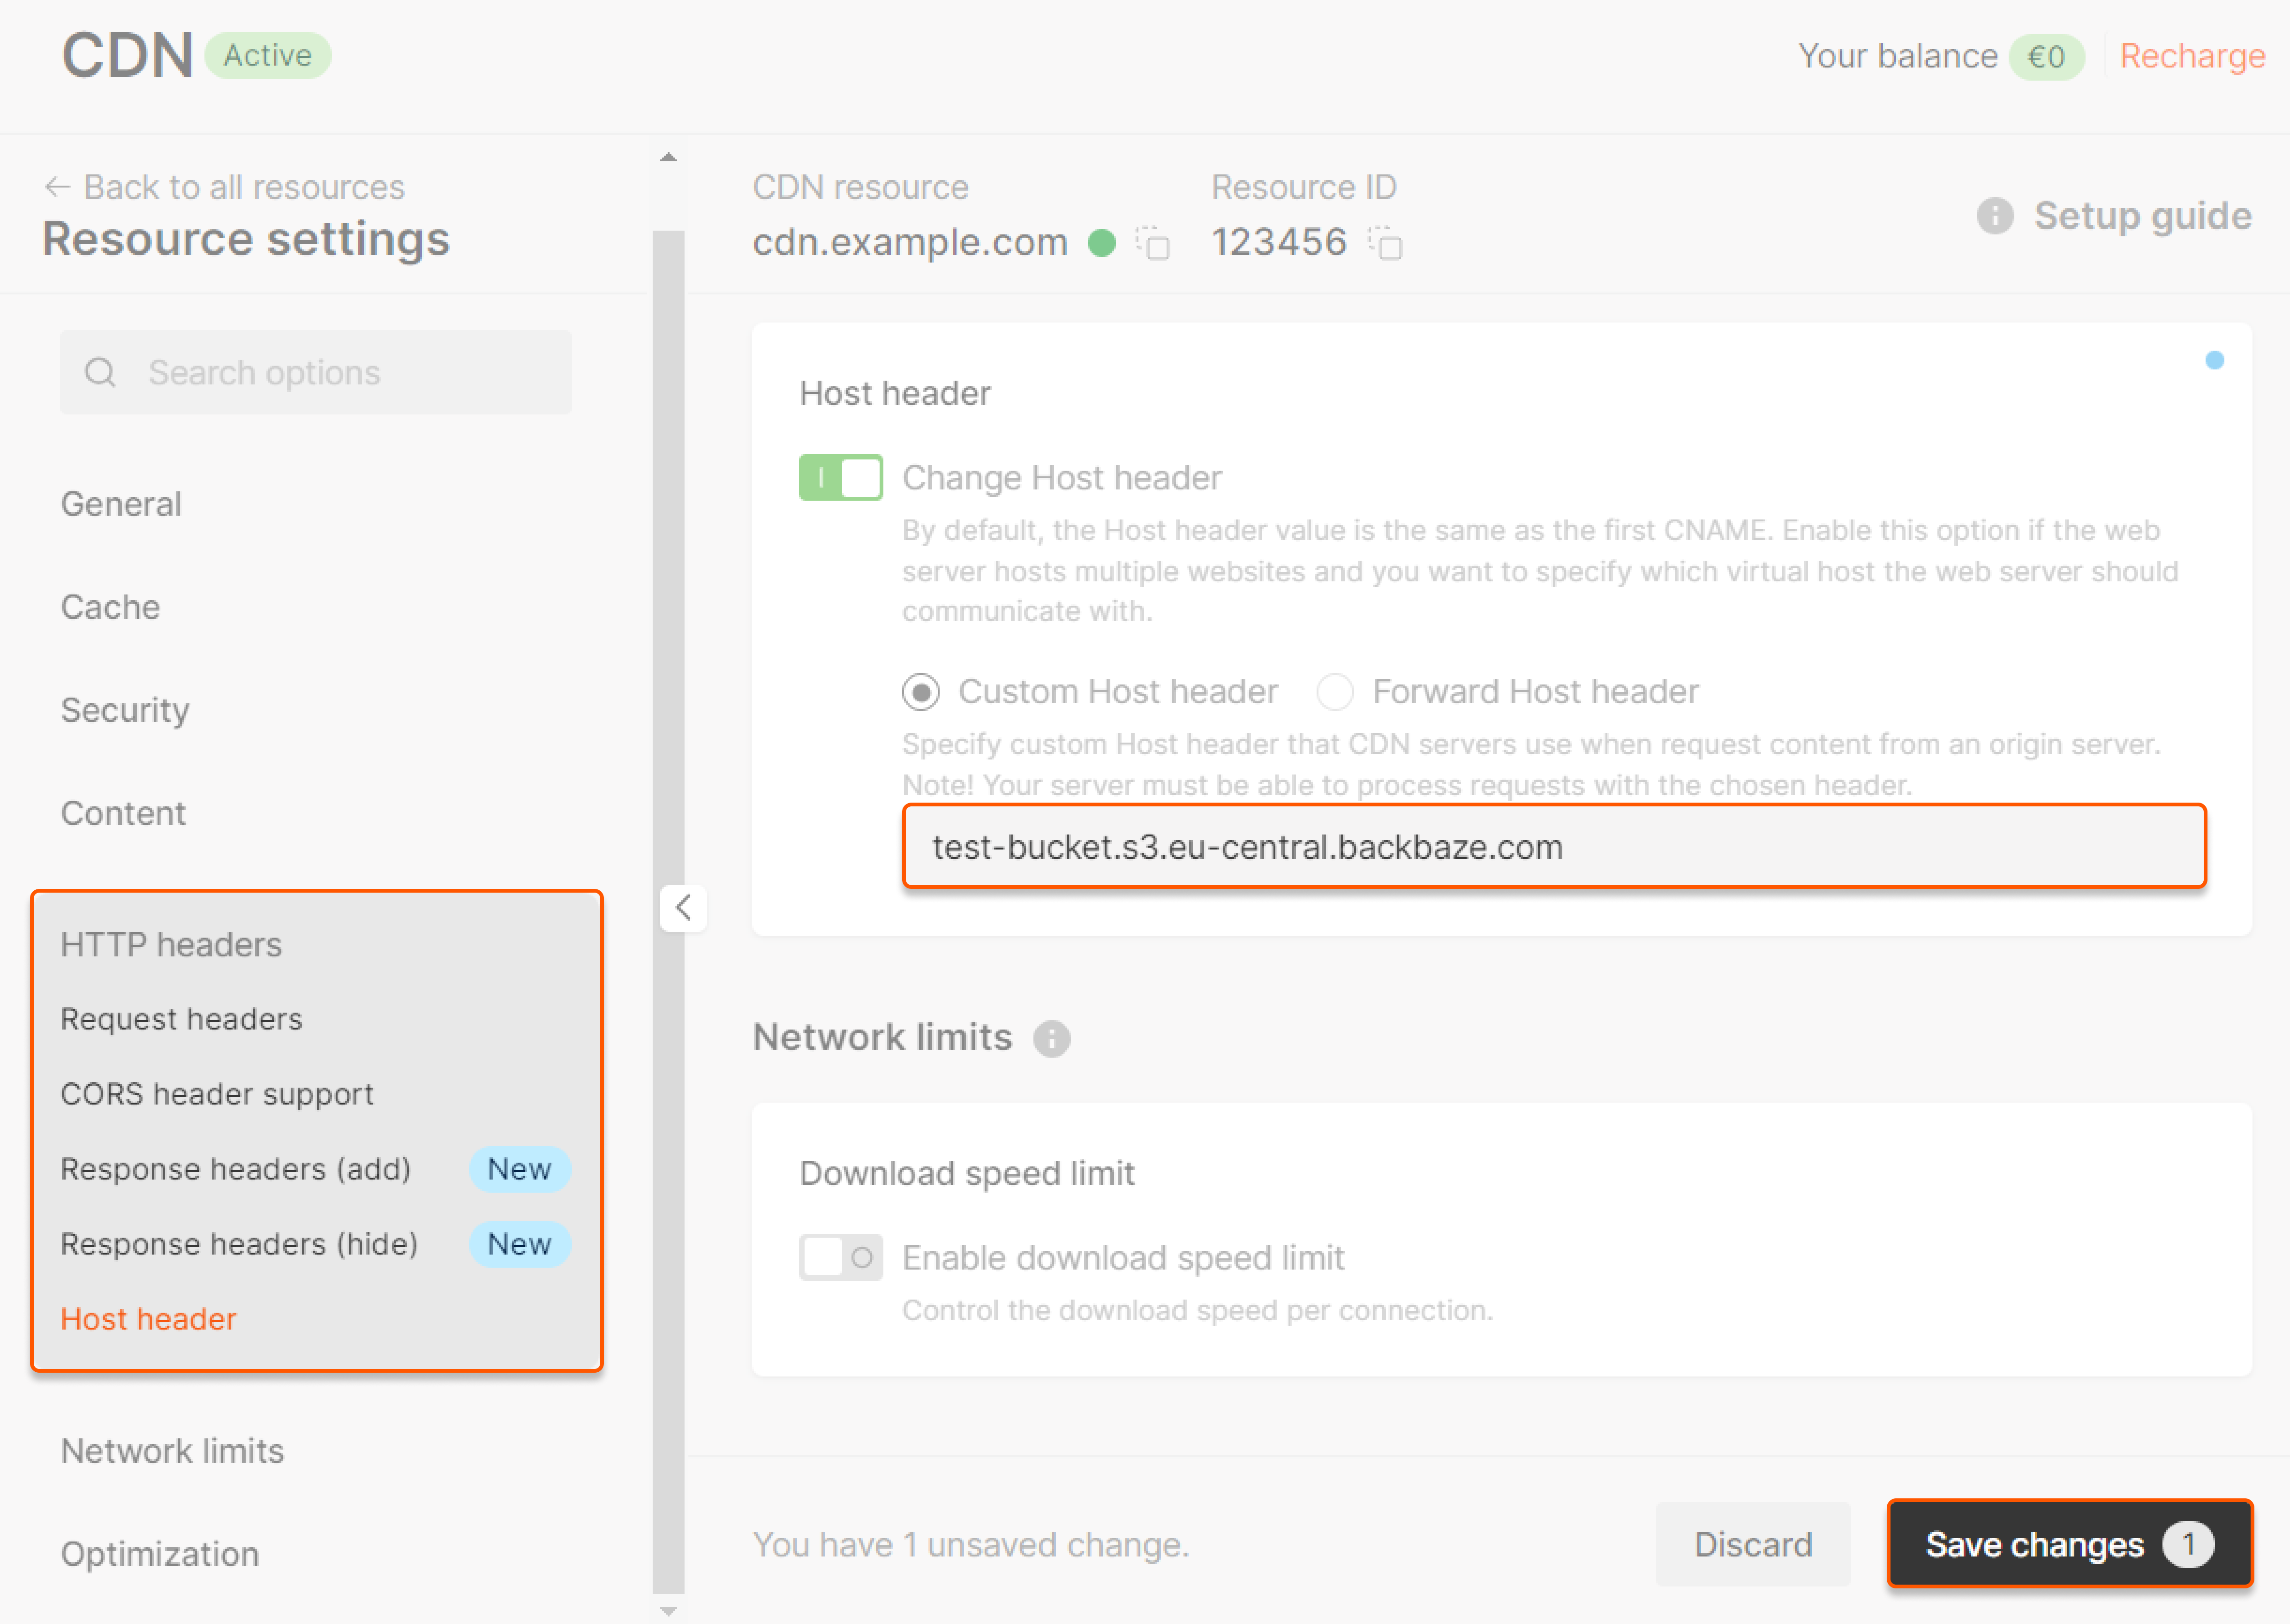 CDN Active
Your balance €0 Recharge
Back to all resources
Resource settings
Search options
General
Cache
Security
Content
HTTP headers
Request headers
CORS header support
Response headers (add) New
Response headers (hide) New
Host header
Network limits
Optimization
CDN resource
cdn.example.com
Resource ID
123456
Setup guide
Host header
Change Host header
By default, the Host header value is the same as the first CNAME. Enable this option if the web
server hosts multiple websites and you want to specify which virtual host the web server should
communicate with.
Custom Host header Forward Host header
Specify custom Host header that CDN servers use when request content from an origin server.
Note! Your server must be able to process requests with the chosen header.
test-bucket.s3.eu-central.backbaze.com
Network limits
Download speed limit
Enable download speed limit
Control the download speed per connection.
You have 1 unsaved change.
Discard
Save changes 1